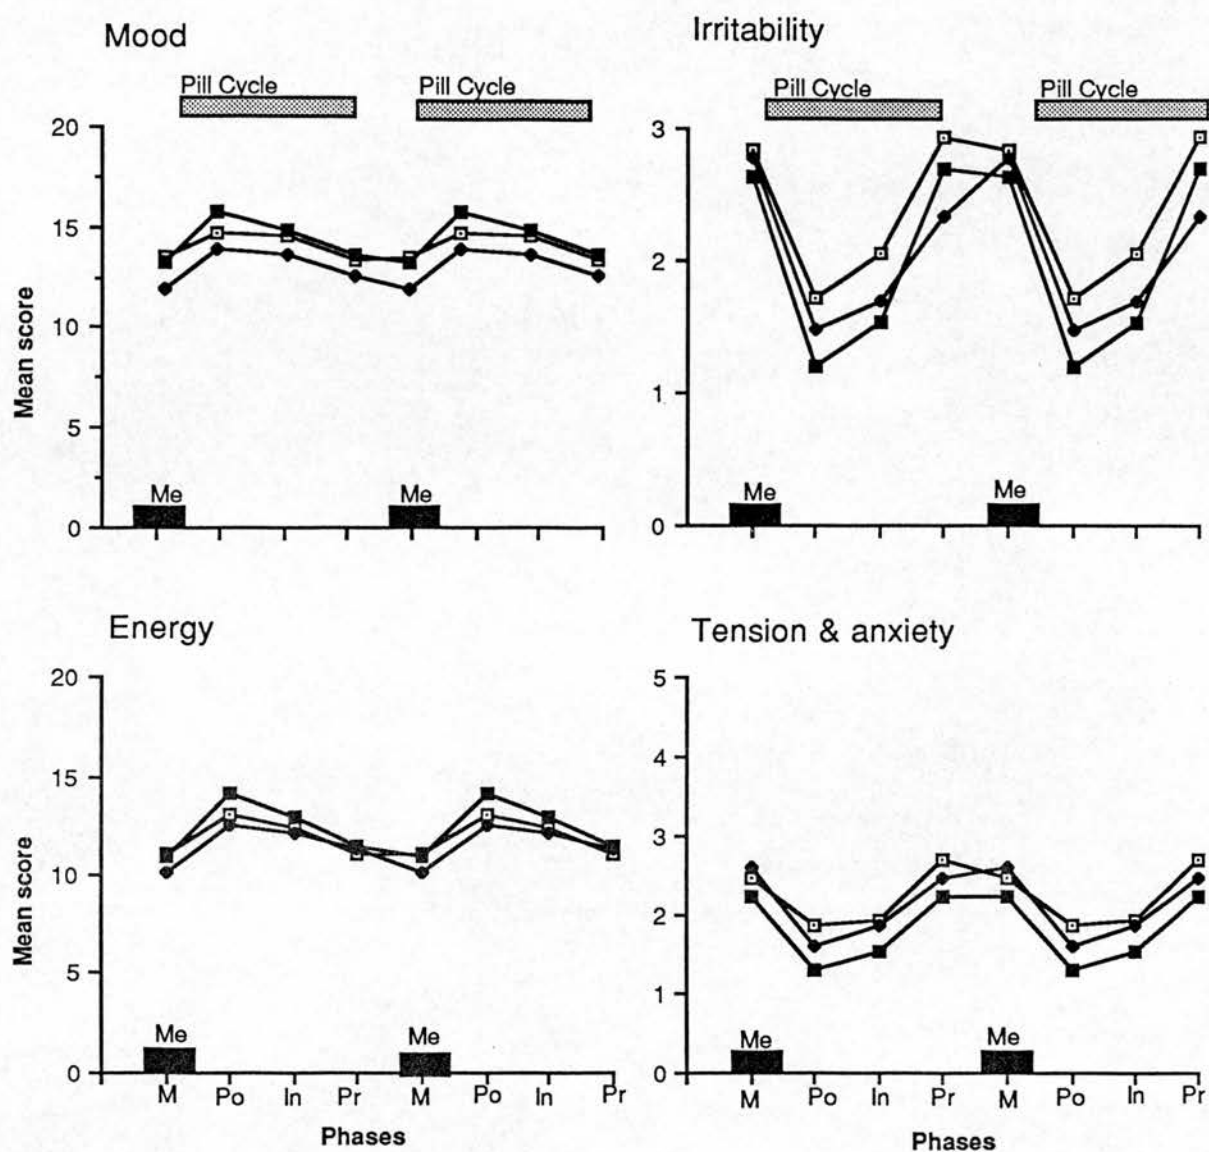 Mood
Pill Cycle
Pill Cycle
20
15
10
5
0
Mean score
Me
Me
Irritability
Pill Cycle
Pill Cycle
3
2
1
0
Me
Me
Energy
20
15
10
5
0
Mean score
Me
Me
M Po In Pr M Po In Pr
Phases
Tension & anxiety
5
4
3
2
1
0
Me
Me
M Po In Pr M Po In Pr
Phases